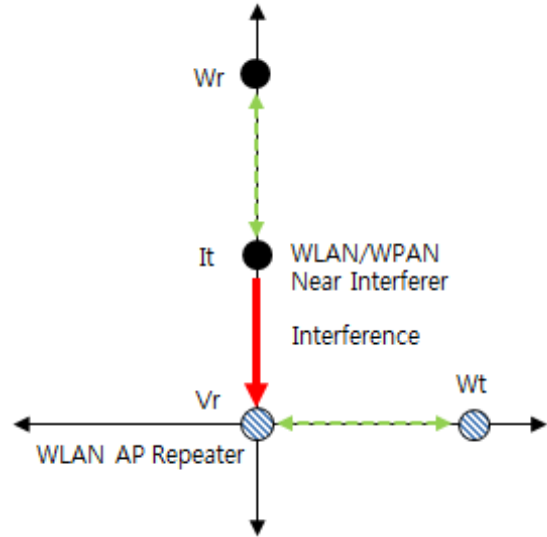 Wr
It
WLAN/WPAN
Near Interferer
Interference
Vr
Wt
WLAN AP Repeater